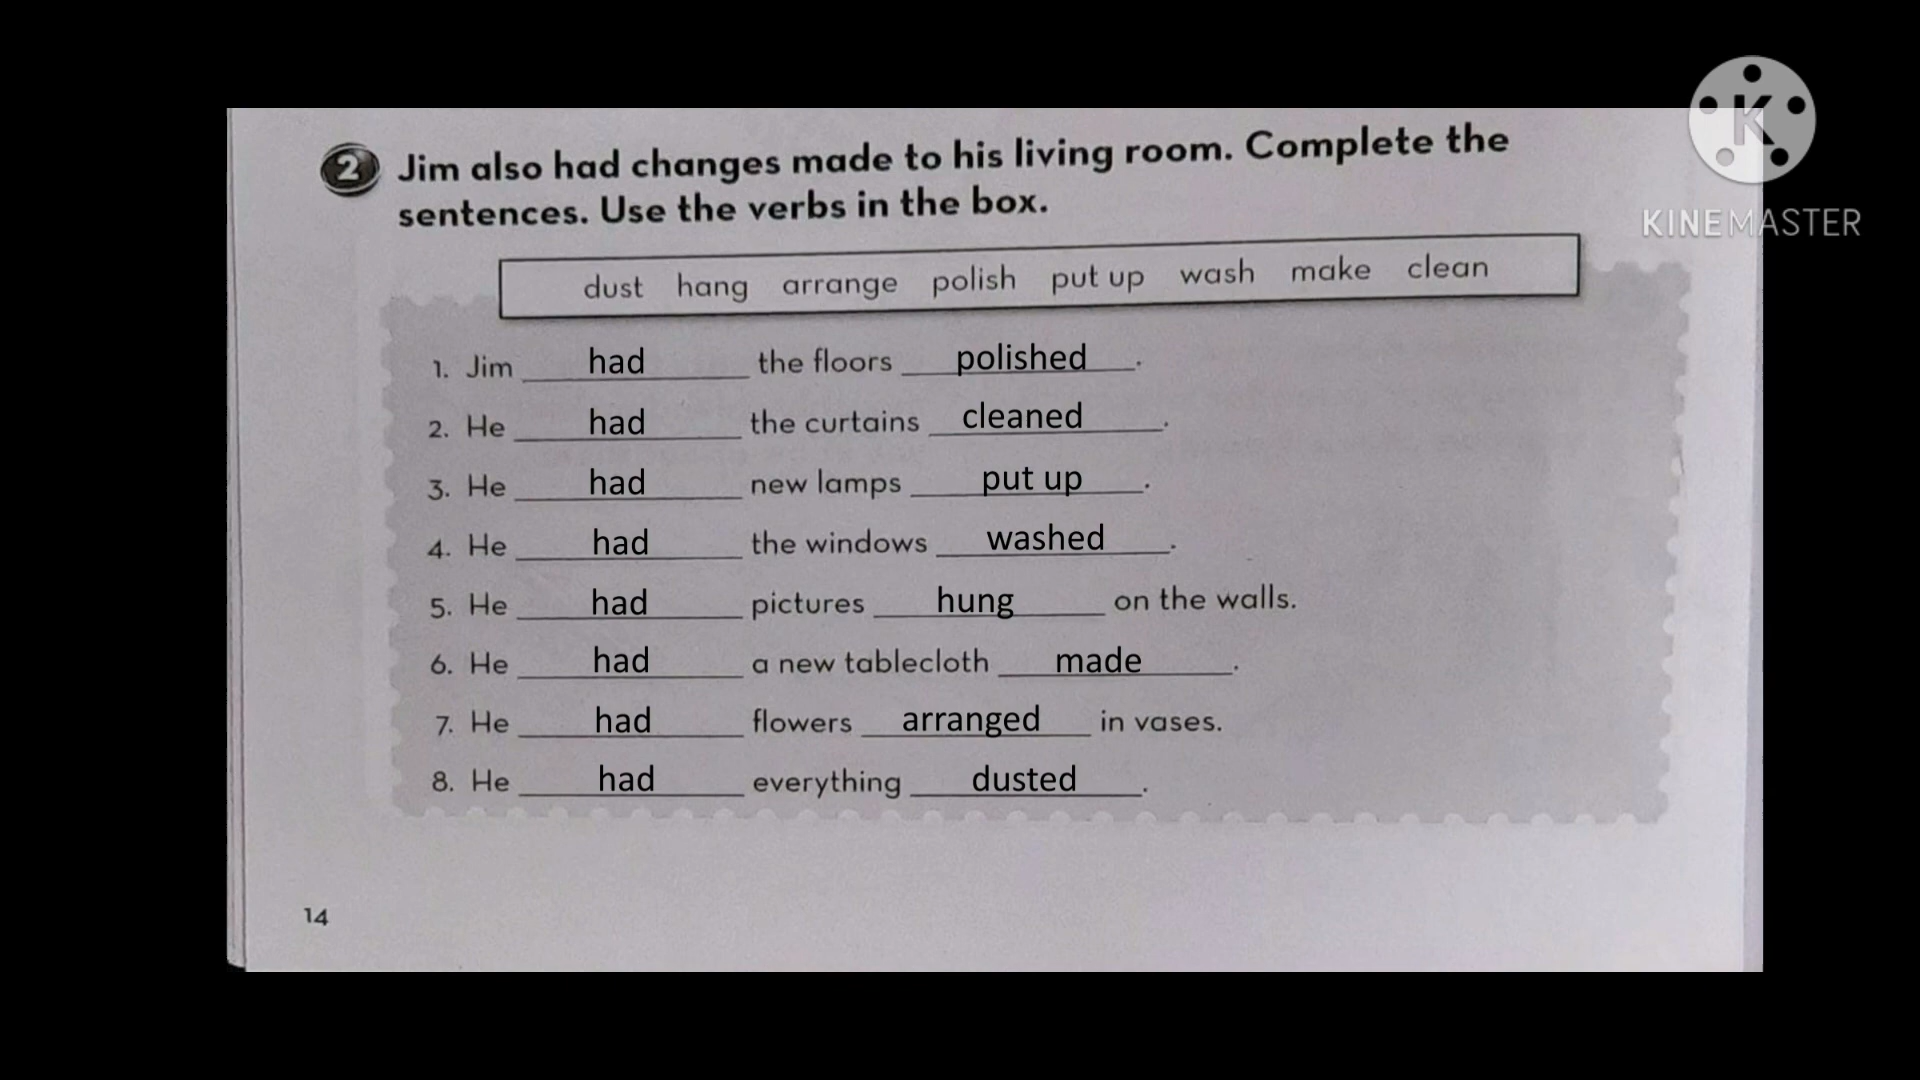 K
KINEMASTER
2 Jim also had changes made to his living room. Complete the
sentences. Use the verbs in the box.
dust hang arrange polish put up wash make clean
1. Jim had the floors polished.
2. He had the curtains cleaned.
3. He had new lamps put up.
4. He had the windows washed.
5. He had pictures hung on the walls.
6. He had a new tablecloth made.
7. He had flowers arranged in vases.
8. He had everything dusted.
14